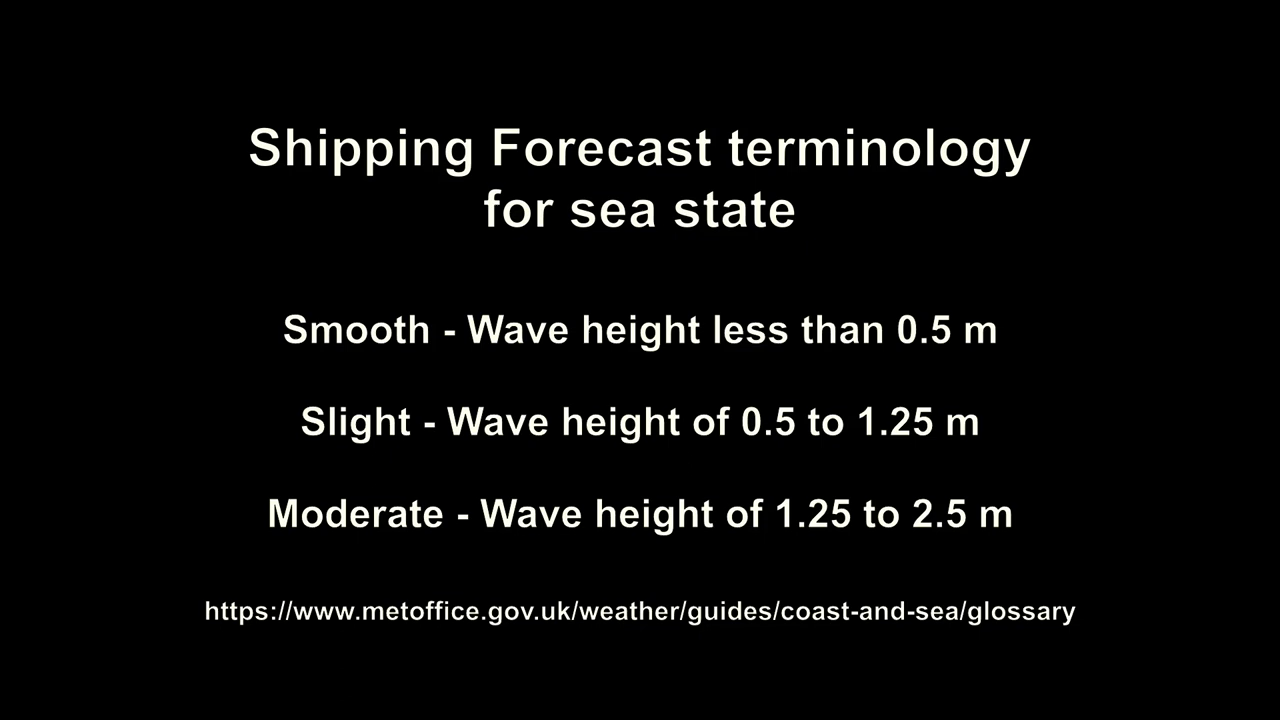 Shipping Forecast terminology
for sea state
Smooth - Wave height less than 0.5 m
Slight - Wave height of 0.5 to 1.25 m
Moderate - Wave height of 1.25 to 2.5 m
https://www.metoffice.gov.uk/weather/guides/coast-and-sea/glossary